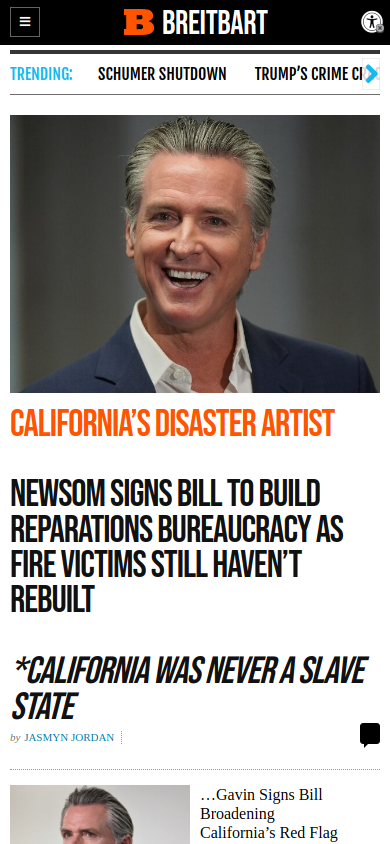 B BREITBART
TRENDING: SCHUMER SHUTDOWN TRUMP'S CRIME
CALIFORNIA'S DISASTER ARTIST
NEWSOM SIGNS BILL TO BUILD
REPARATIONS BUREAUCRACY AS
FIRE VICTIMS STILL HAVEN'T
REBUILT
*CALIFORNIA WAS NEVER A SLAVE
STATE
by JASMYN JORDAN
…Gavin Signs Bill
Broadening
California's Red Flag